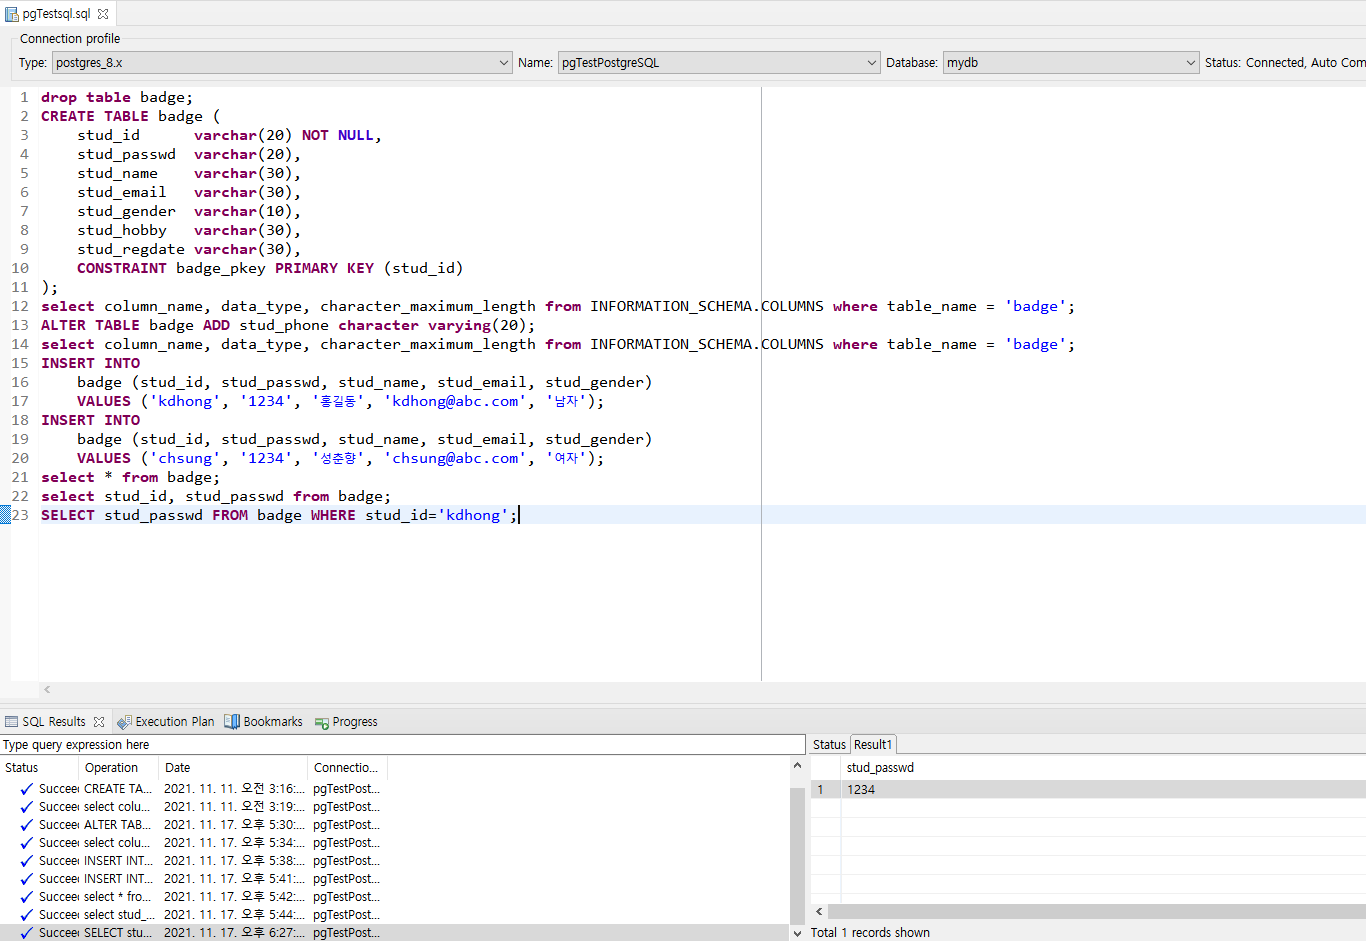 pgTestsql.sql
Connection profile
Type: postgres_8.x Name: pgTestPostgreSQL Database: mydb Status: Connected, Auto Com
1 drop table badge;
2 CREATE TABLE badge (
3 stud_id varchar(20) NOT NULL,
4 stud_passwd varchar(20),
5 stud_name varchar(30),
6 stud_email varchar(30),
7 stud_gender varchar(10),
8 stud_hobby varchar(30),
9 stud_regdate varchar(30),
10 CONSTRAINT badge_pkey PRIMARY KEY (stud_id)
11 );
12 select column_name, data_type, character_maximum_length from INFORMATION_SCHEMA.COLUMNS where table_name = 'badge';
13 ALTER TABLE badge ADD stud_phone character varying(20);
14 select column_name, data_type, character_maximum_length from INFORMATION_SCHEMA.COLUMNS where table_name = 'badge';
15 INSERT INTO
16 badge (stud_id, stud_passwd, stud_name, stud_email, stud_gender)
17 VALUES ('kdhong', '1234', '홍길동', 'kdhong@abc.com', '남자');
18 INSERT INTO
19 badge (stud_id, stud_passwd, stud_name, stud_email, stud_gender)
20 VALUES ('chsung', '1234', '성춘향', 'chsung@abc.com', '여자');
21 select * from badge;
22 select stud_id, stud_passwd from badge;
23 SELECT stud_passwd FROM badge WHERE stud_id='kdhong';
SQL Results Execution Plan Bookmarks Progress
Type query expression here
Status Operation Date Connectio...
Succee CREATE TA... 2021. 11. 11. 오전 3:16:... pgTestPost...
Succee select colu... 2021. 11. 11. 오전 3:19:... pgTestPost...
Succee ALTER TAB... 2021. 11. 17. 오후 5:30:... pgTestPost...
Succee select colu... 2021. 11. 17. 오후 5:34:... pgTestPost...
Succee INSERT INT... 2021. 11. 17. 오후 5:38:... pgTestPost...
Succee INSERT INT... 2021. 11. 17. 오후 5:41:... pgTestPost...
Succee select * fro... 2021. 11. 17. 오후 5:42:... pgTestPost...
Succee select stud_... 2021. 11. 17. 오후 5:44:... pgTestPost...
Succee SELECT stu... 2021. 11. 17. 오후 6:27:... pgTestPost...
Status Result1
stud_passwd
1 1234
Total 1 records shown